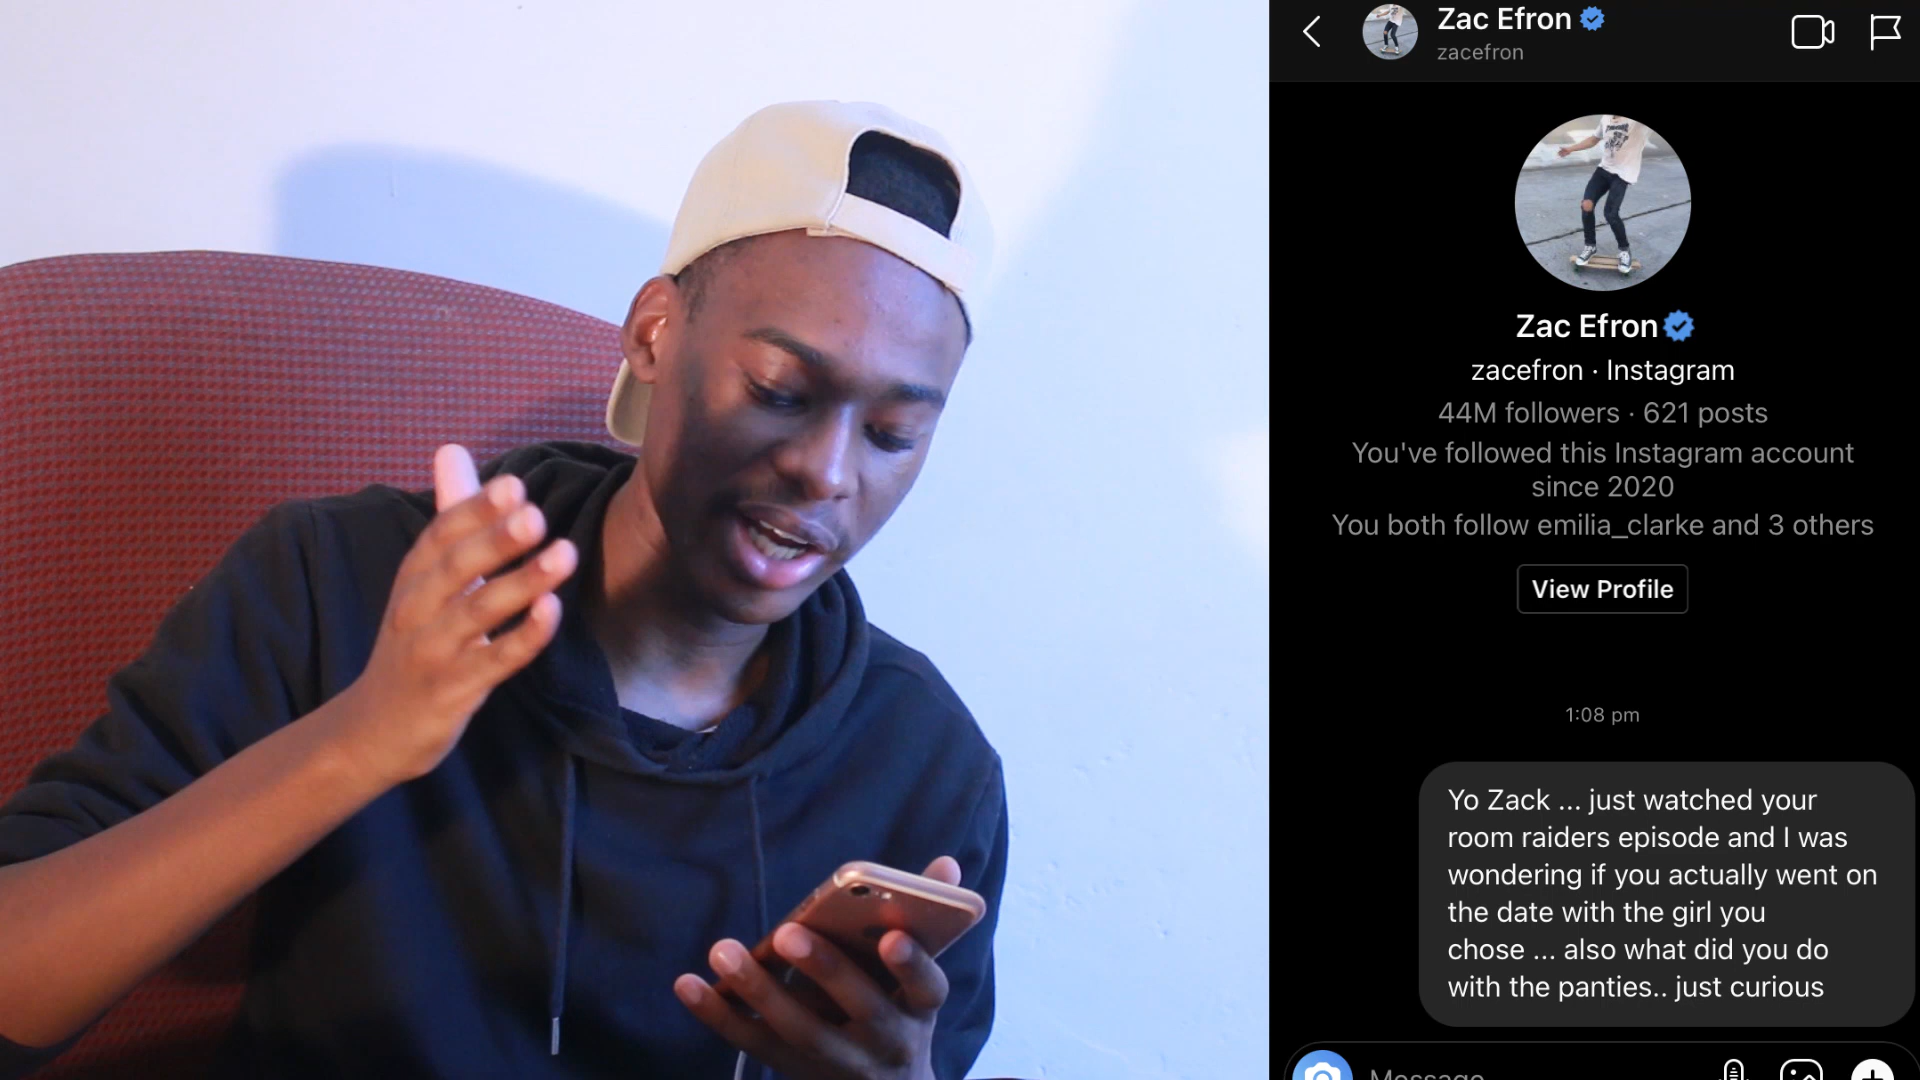 Zac Efron
zacefron
Zac Efron
zacefron · Instagram
44M followers · 621 posts
You've followed this Instagram account
since 2020
You both follow emilia_clarke and 3 others
View Profile
1:08 pm
Yo Zack ... just watched your
room raiders episode and I was
wondering if you actually went on
the date with the girl you
chose ... also what did you do
with the panties.. just curious
Message